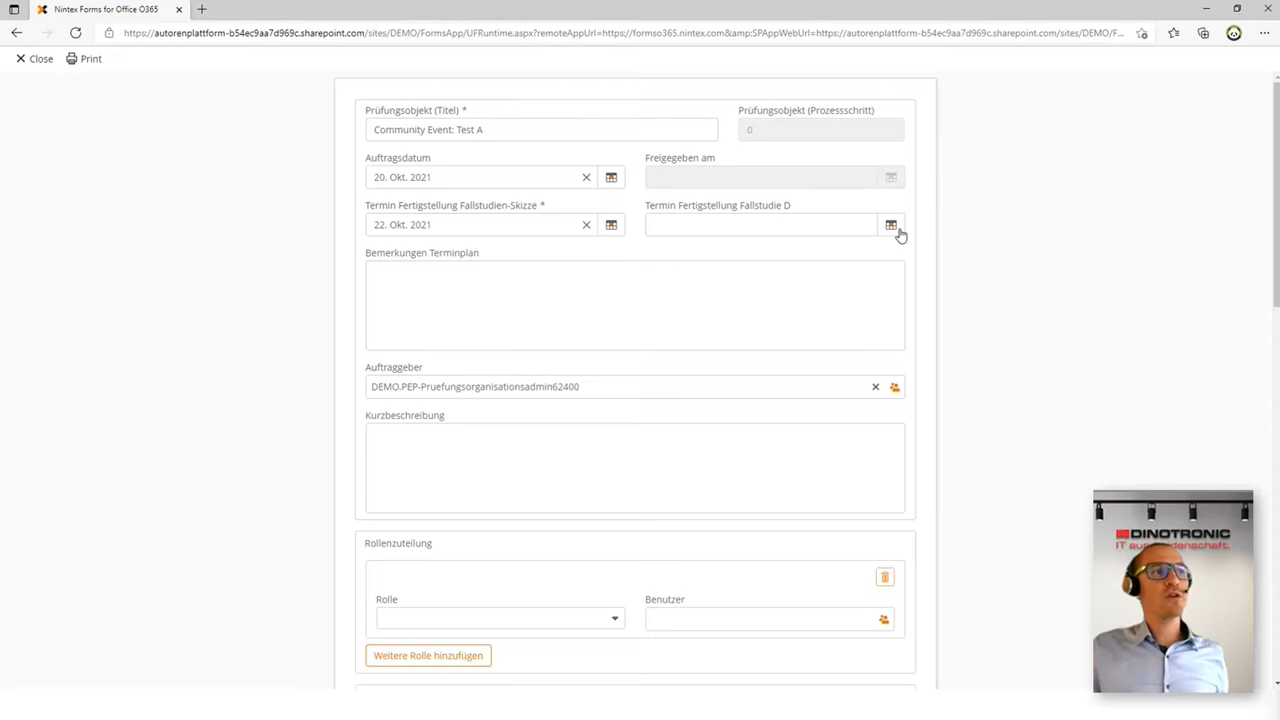 Nintex Forms for Office O365
https://autorenplattform-b54ec9aa7d969c.sharepoint.com/sites/DEMO/FormsApp/UFRuntime.aspx?remoteAppUrl=https://formso365.nintex.com&amp;SPAppWebUrl=https://autorenplattform-b54ec9aa7d969c.sharepoint.com/sites/DEMO/F...
Close Print
Prüfungsobjekt (Titel) * Prüfungsobjekt (Prozessschritt)
Community Event: Test A 0
Auftragsdatum Freigegeben am
20. Okt. 2021
Termin Fertigstellung Fallstudien-Skizze * Termin Fertigstellung Fallstudie D
22. Okt. 2021
Bemerkungen Terminplan
Auftraggeber
DEMO.PEP-Pruefungsorganisationsadmin62400
Kurzbeschreibung
Rollenzuteilung
Rolle Benutzer
Weitere Rolle hinzufügen
DINOTRONIC
IT aus
denschaft.